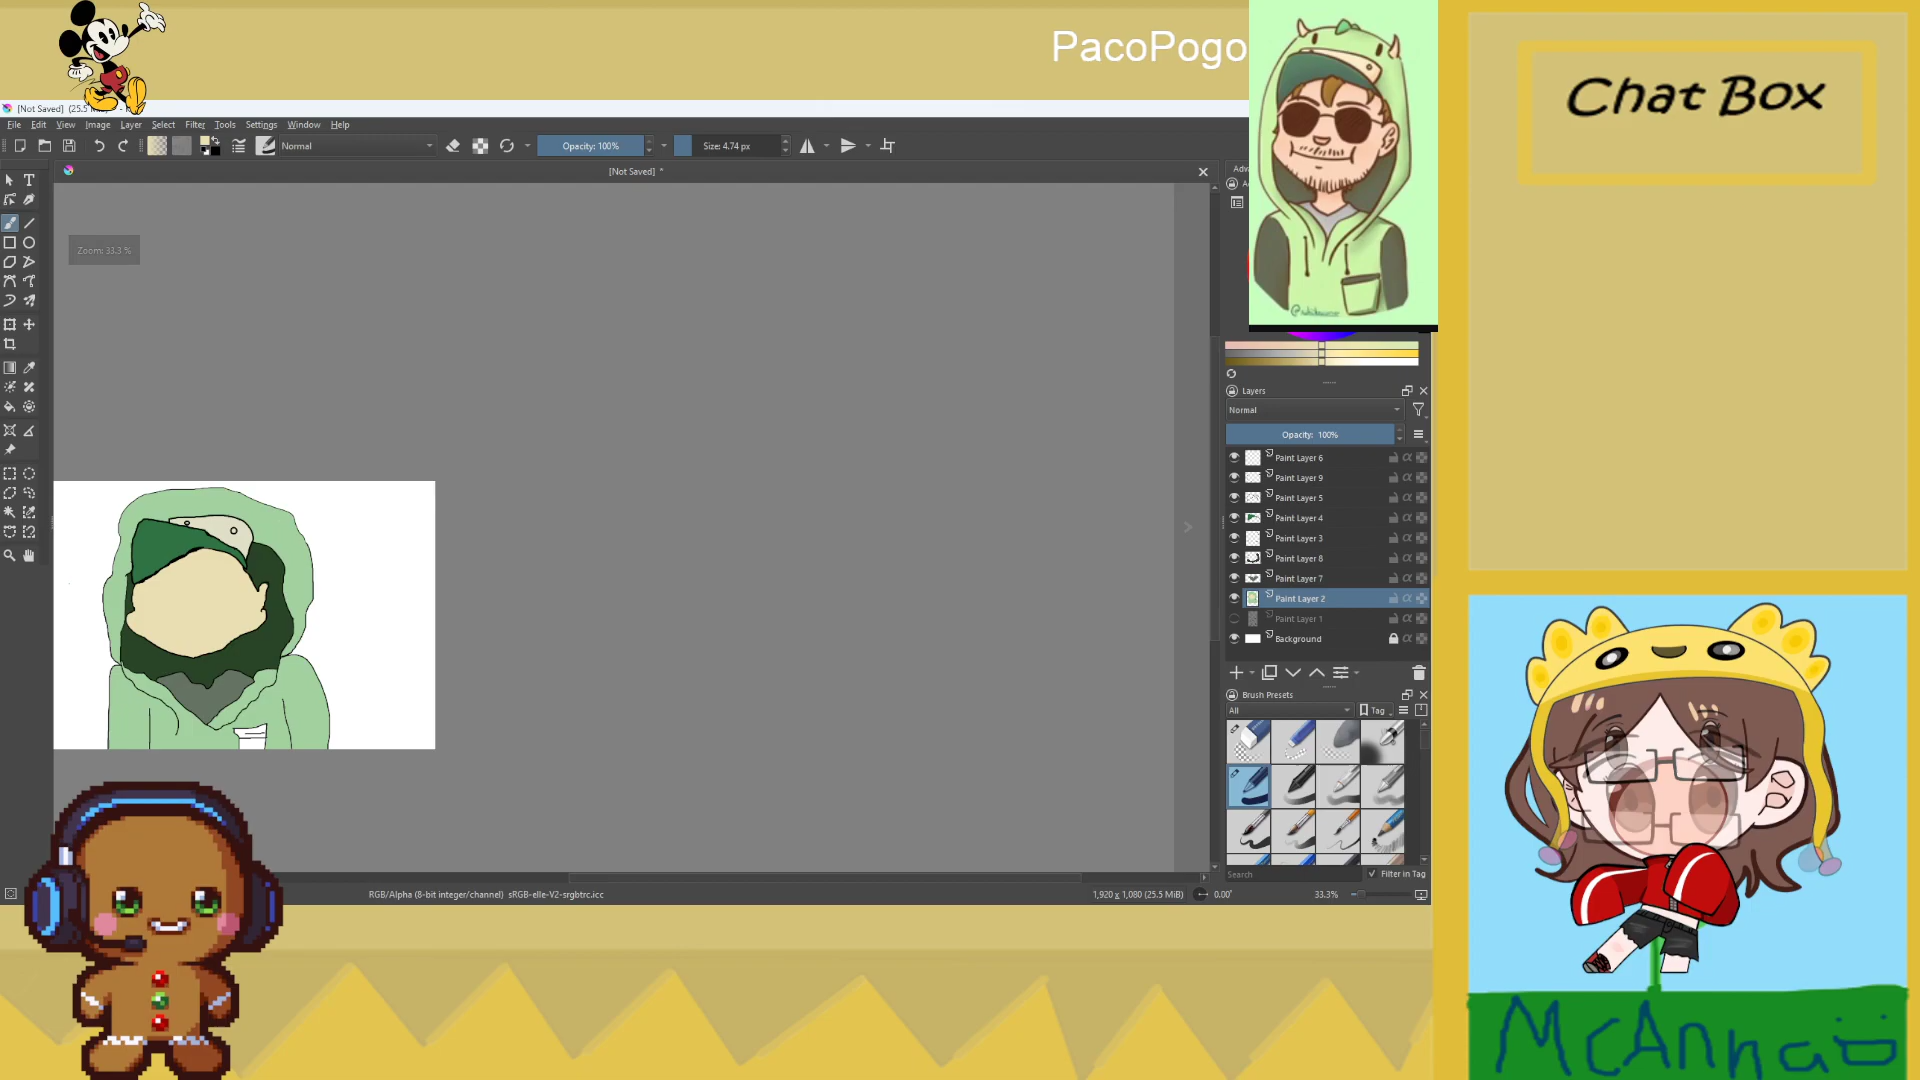 PacoPogo
Chat Box
[Not Saved] (25.5
File Edit View Image Layer Select Filter Tools Settings Window Help
Normal
Opacity: 100%
Size: 4.74 px
[Not Saved] *
Zoom: 33.3 %
Layers
Normal
Opacity: 100%
Paint Layer 6
Paint Layer 9
Paint Layer 5
Paint Layer 4
Paint Layer 3
Paint Layer 8
Paint Layer 7
Paint Layer 2
Paint Layer 1
Background
Brush Presets
All
Tag
Search
Filter in Tag
RGB/Alpha (8-bit integer/channel) sRGB-elle-V2-srgbtrc.icc
1,920 x 1,080 (25.5 MiB)
0.00°
33.3%
McAnna